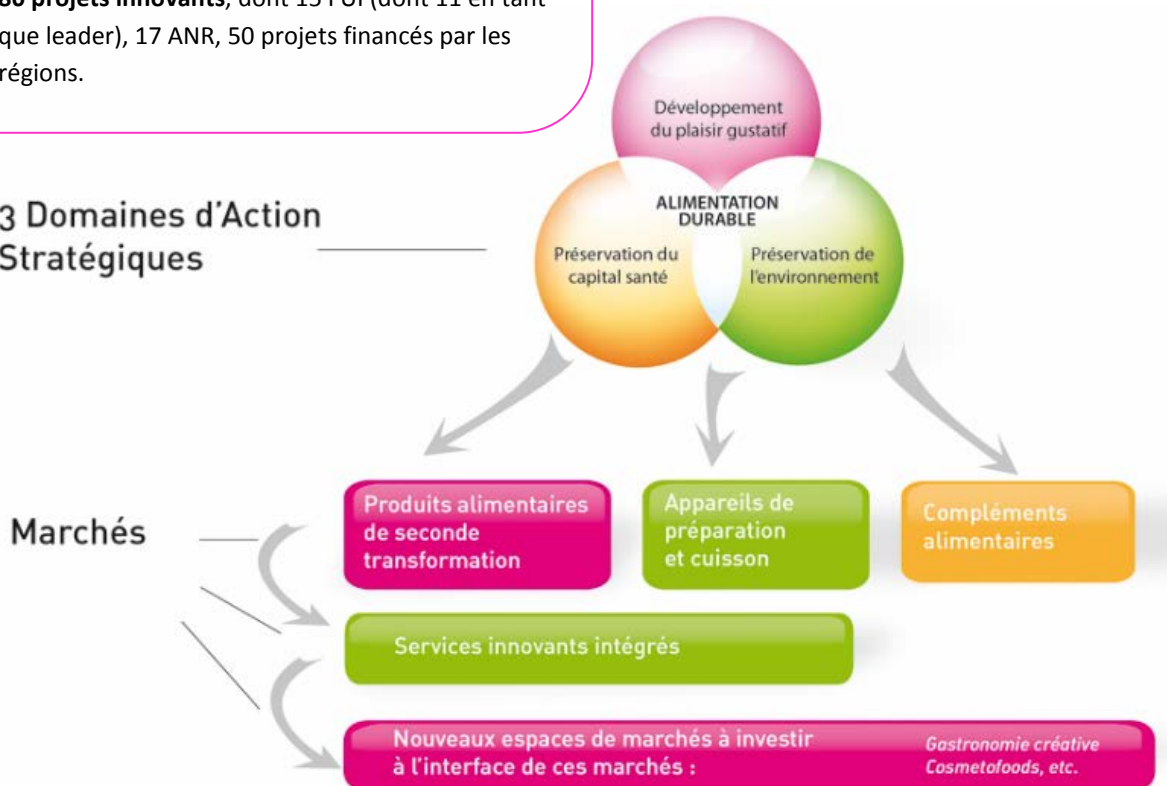 80 projets innovants, dont 15 FUI (dont 11 en tant
que leader), 17 ANR, 50 projets financés par les
régions.
Développement
du plaisir gustatif
3 Domaines d'Action
Stratégiques
ALIMENTATION
DURABLE
Préservation du
capital santé
Préservation de
l'environnement
Marchés
Produits alimentaires
de seconde
transformation
Appareils de
préparation
et cuisson
Compléments
alimentaires
Services innovants intégrés
Nouveaux espaces de marchés à investir
à l'interface de ces marchés :
Gastronomie créative
Cosmetofoods, etc.